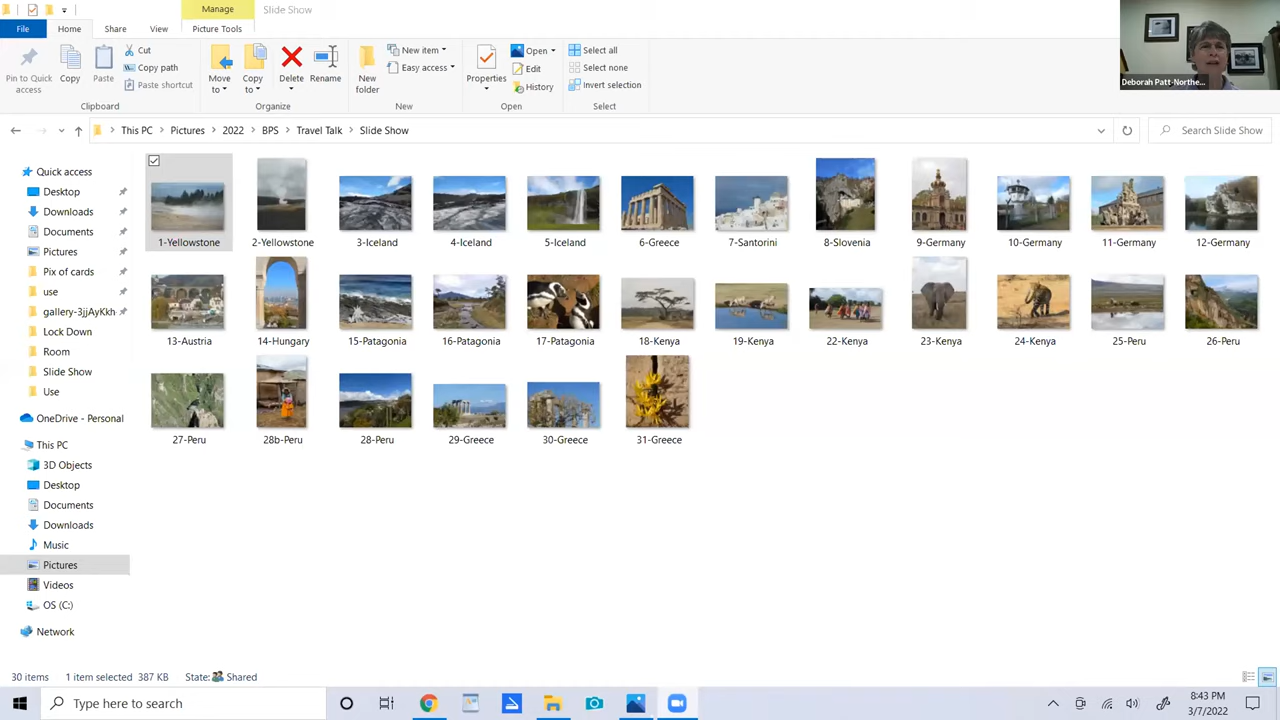 Manage
Slide Show
File
Home
Share
View
Picture Tools
Pin to Quick access
Copy
Paste
Cut
Copy path
Paste shortcut
Clipboard
Move to
Copy to
Delete
Rename
Organize
New folder
New item
Easy access
New
Properties
Open
Edit
History
Open
Select all
Select none
Invert selection
Select
Deborah Patt-Northe...
This PC
Pictures
2022
BPS
Travel Talk
Slide Show
Search Slide Show
Quick access
Desktop
Downloads
Documents
Pictures
Pix of cards
use
gallery-3jjAyKkh
Lock Down
Room
Slide Show
Use
OneDrive - Personal
This PC
3D Objects
Desktop
Documents
Downloads
Music
Pictures
Videos
OS (C:)
Network
1-Yellowstone
2-Yellowstone
3-Iceland
4-Iceland
5-Iceland
6-Greece
7-Santorini
8-Slovenia
9-Germany
10-Germany
11-Germany
12-Germany
13-Austria
14-Hungary
15-Patagonia
16-Patagonia
17-Patagonia
18-Kenya
19-Kenya
22-Kenya
23-Kenya
24-Kenya
25-Peru
26-Peru
27-Peru
28b-Peru
28-Peru
29-Greece
30-Greece
31-Greece
30 items
1 item selected 387 KB
State: Shared
Type here to search
8:43 PM
3/7/2022